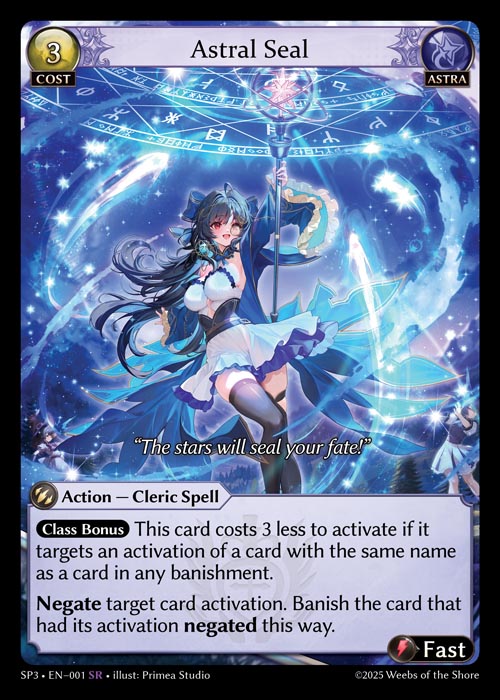 3
Astral Seal
COST
ASTRA
“The stars will seal your fate!”
Action — Cleric Spell
Class Bonus This card costs 3 less to activate if it
targets an activation of a card with the same name
as a card in any banishment.
Negate target card activation. Banish the card that
had its activation negated this way.
Fast
SP3 • EN–001 SR • illust: Primea Studio
©2025 Weebs of the Shore